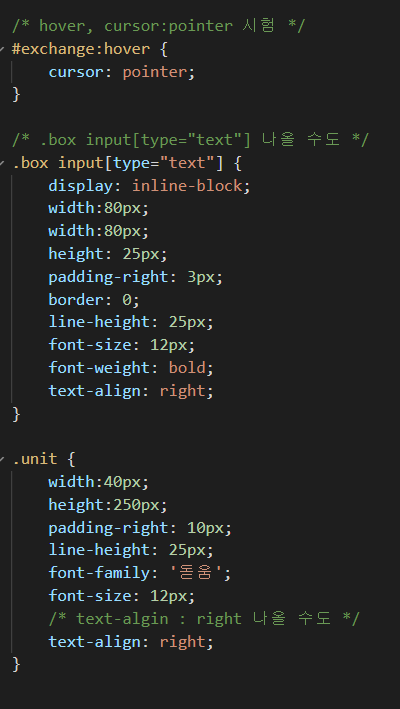 /* hover, cursor:pointer 시험 */
#exchange:hover {
    cursor: pointer;
}

/* .box input[type="text"] 나올 수도 */
.box input[type="text"] {
    display: inline-block;
    width:80px;
    width:80px;
    height: 25px;
    padding-right: 3px;
    border: 0;
    line-height: 25px;
    font-size: 12px;
    font-weight: bold;
    text-align: right;
}

.unit {
    width:40px;
    height:250px;
    padding-right: 10px;
    line-height: 25px;
    font-family: '돋움';
    font-size: 12px;
    /* text-algin : right 나올 수도 */
    text-align: right;
}